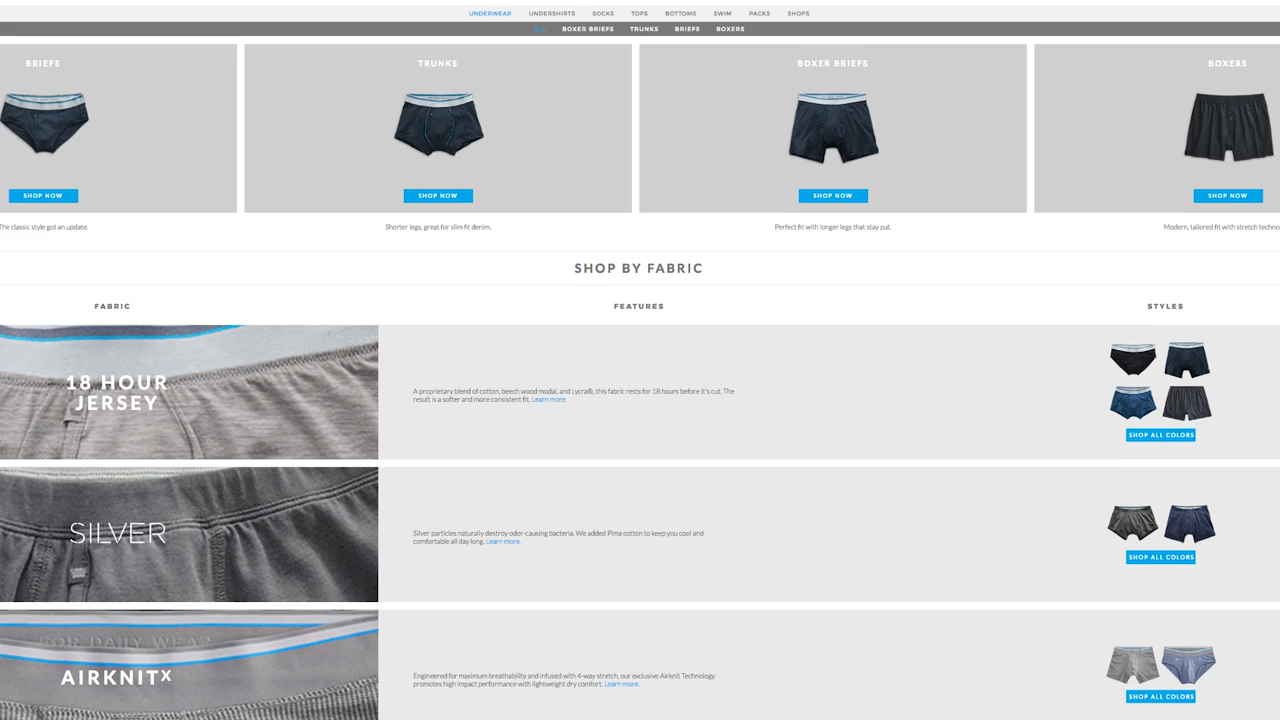 UNDERWEAR UNDERSHIRTS SOCKS TOPS BOTTOMS SWIM PACKS SHOPS
ALL BOXER BRIEFS TRUNKS BRIEFS BOXERS
BRIEFS
TRUNKS
BOXER BRIEFS
BOXERS
SHOP NOW
SHOP NOW
SHOP NOW
SHOP NOW
The classic style got an update.
Shorter legs, great for slim fit denim.
Perfect fit with longer legs that stay put.
Modern, tailored fit with stretch techno
SHOP BY FABRIC
FABRIC
FEATURES
STYLES
18 HOUR
JERSEY
A proprietary blend of cotton, beech wood modal, and Lycra®, this fabric rests for 18 hours before it's cut. The
result is a softer and more consistent fit. Learn more.
SHOP ALL COLORS
SILVER
Silver particles naturally destroy odor-causing bacteria. We added Pima cotton to keep you cool and
comfortable all day long. Learn more.
SHOP ALL COLORS
FOR DAILY WEAR
AIRKNITX
Engineered for maximum breathability and infused with 4-way stretch, our exclusive Airknit Technology
promotes high impact performance with lightweight dry comfort. Learn more.
SHOP ALL COLORS